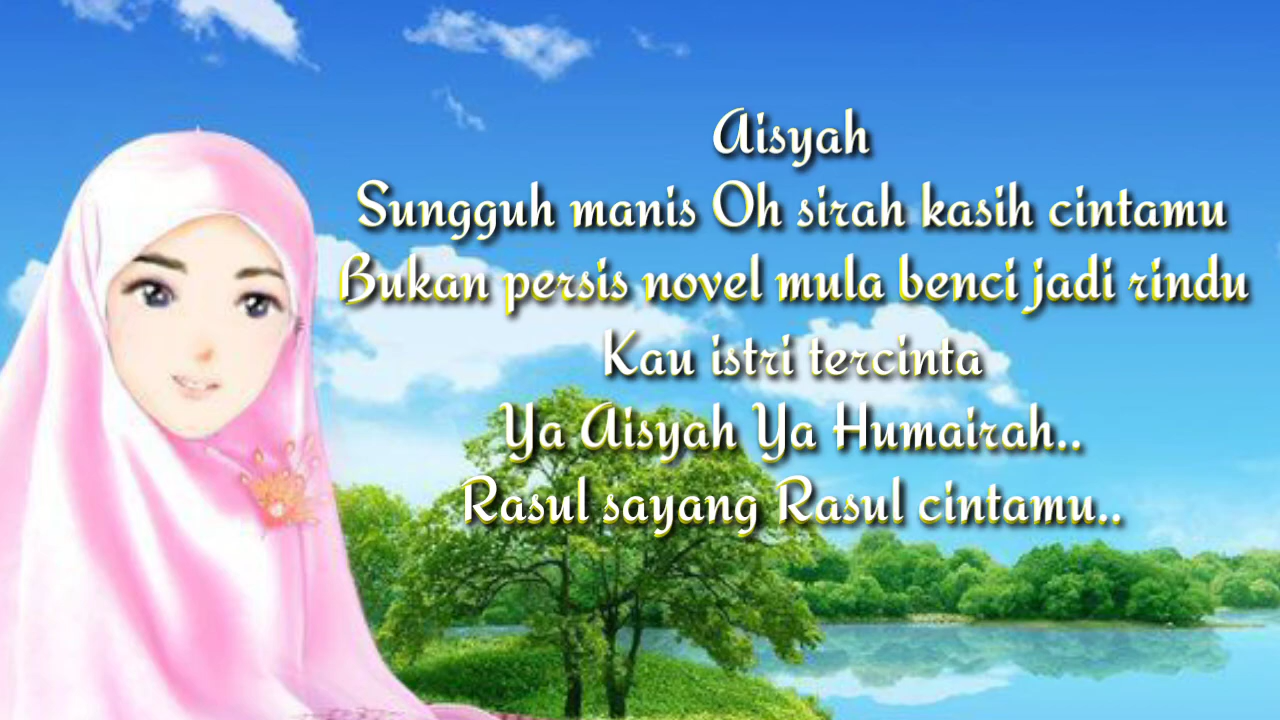 Aisyah
Sungguh manis Oh sirah kasih cintamu
Bukan persis novel mula benci jadi rindu
Kau istri tercinta
Ya Aisyah Ya Humairah..
Rasul sayang Rasul cintamu..